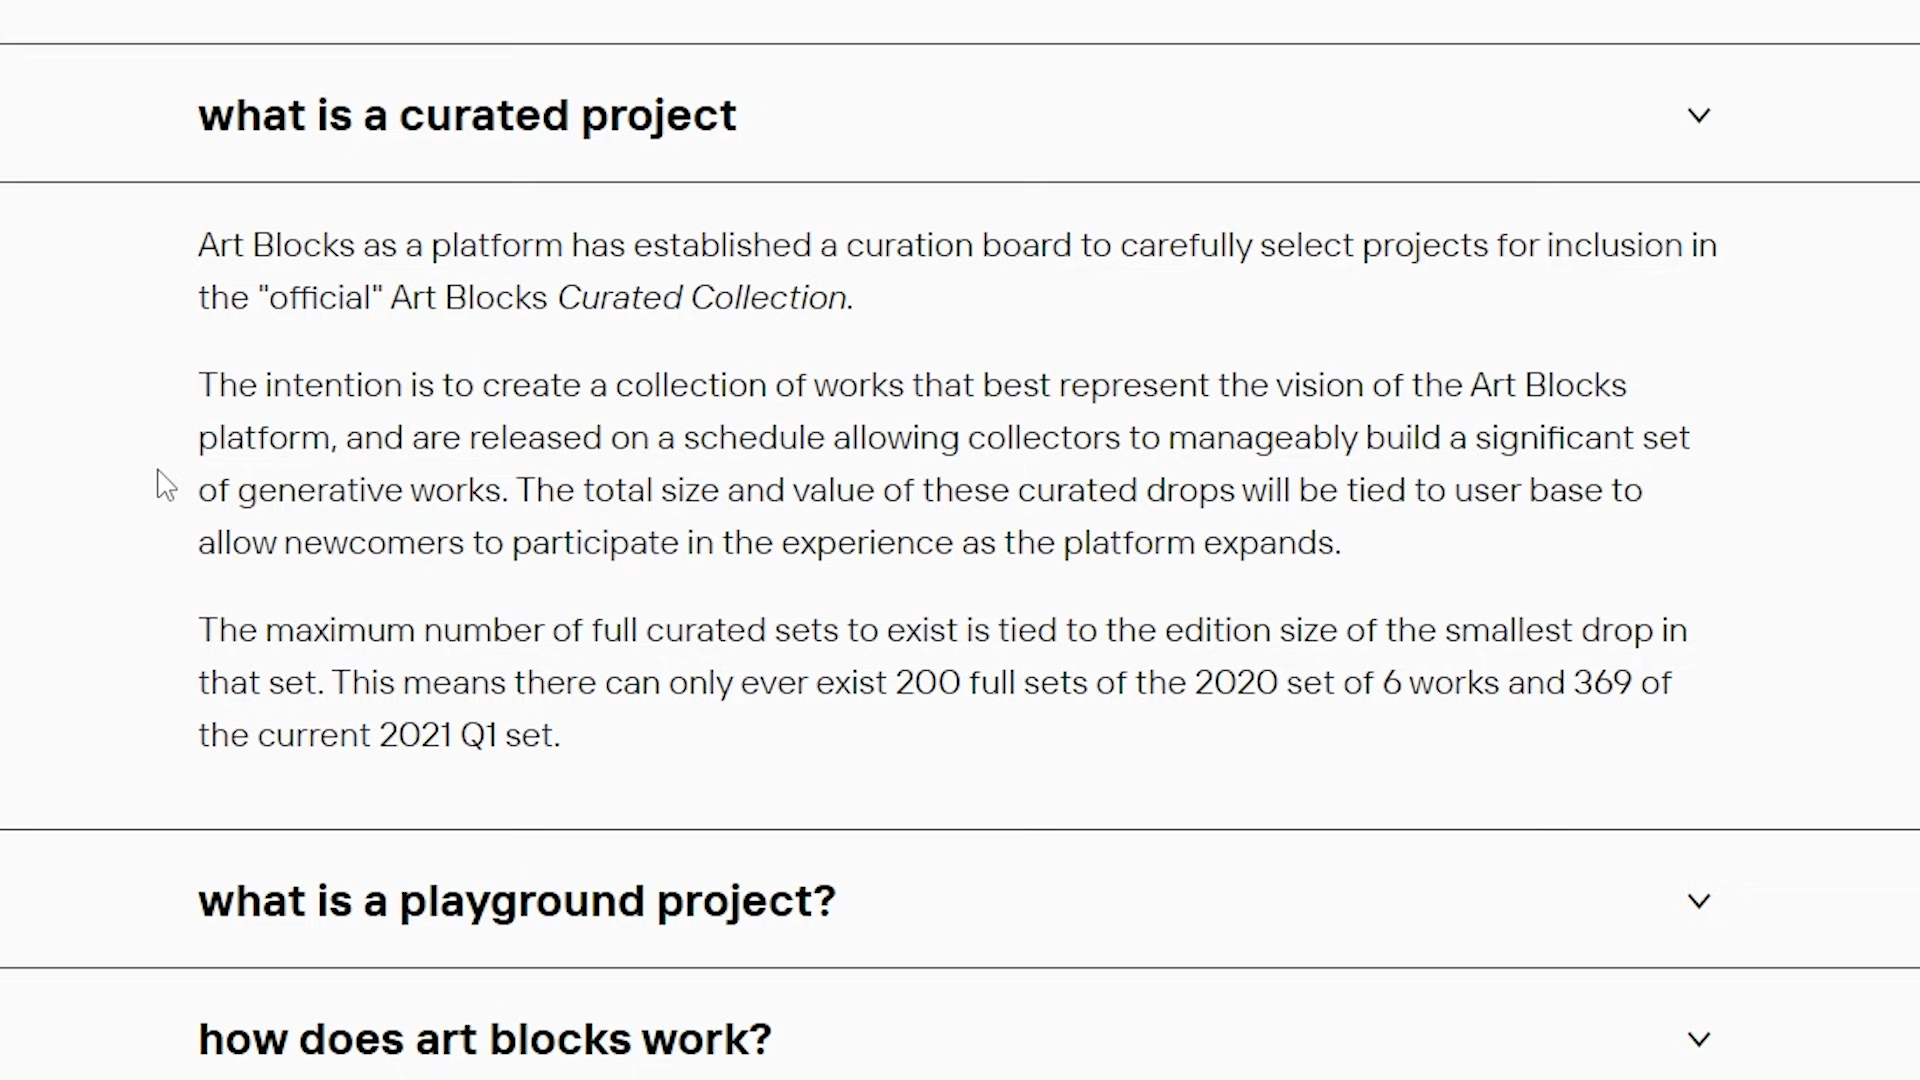 what is a curated project
Art Blocks as a platform has established a curation board to carefully select projects for inclusion in
the "official" Art Blocks Curated Collection.
The intention is to create a collection of works that best represent the vision of the Art Blocks
platform, and are released on a schedule allowing collectors to manageably build a significant set
of generative works. The total size and value of these curated drops will be tied to user base to
allow newcomers to participate in the experience as the platform expands.
The maximum number of full curated sets to exist is tied to the edition size of the smallest drop in
that set. This means there can only ever exist 200 full sets of the 2020 set of 6 works and 369 of
the current 2021 Q1 set.
what is a playground project?
how does art blocks work?